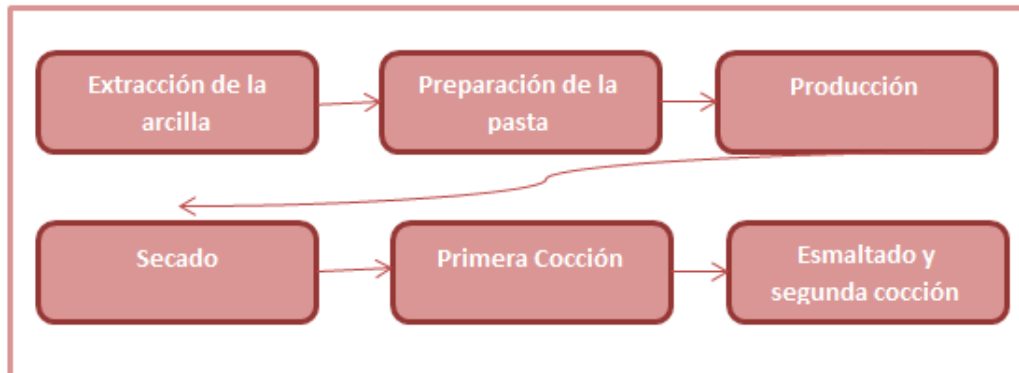 Extracción de la
arcilla
Preparación de la
pasta
Producción
Secado
Primera Cocción
Esmaltado y
segunda cocción